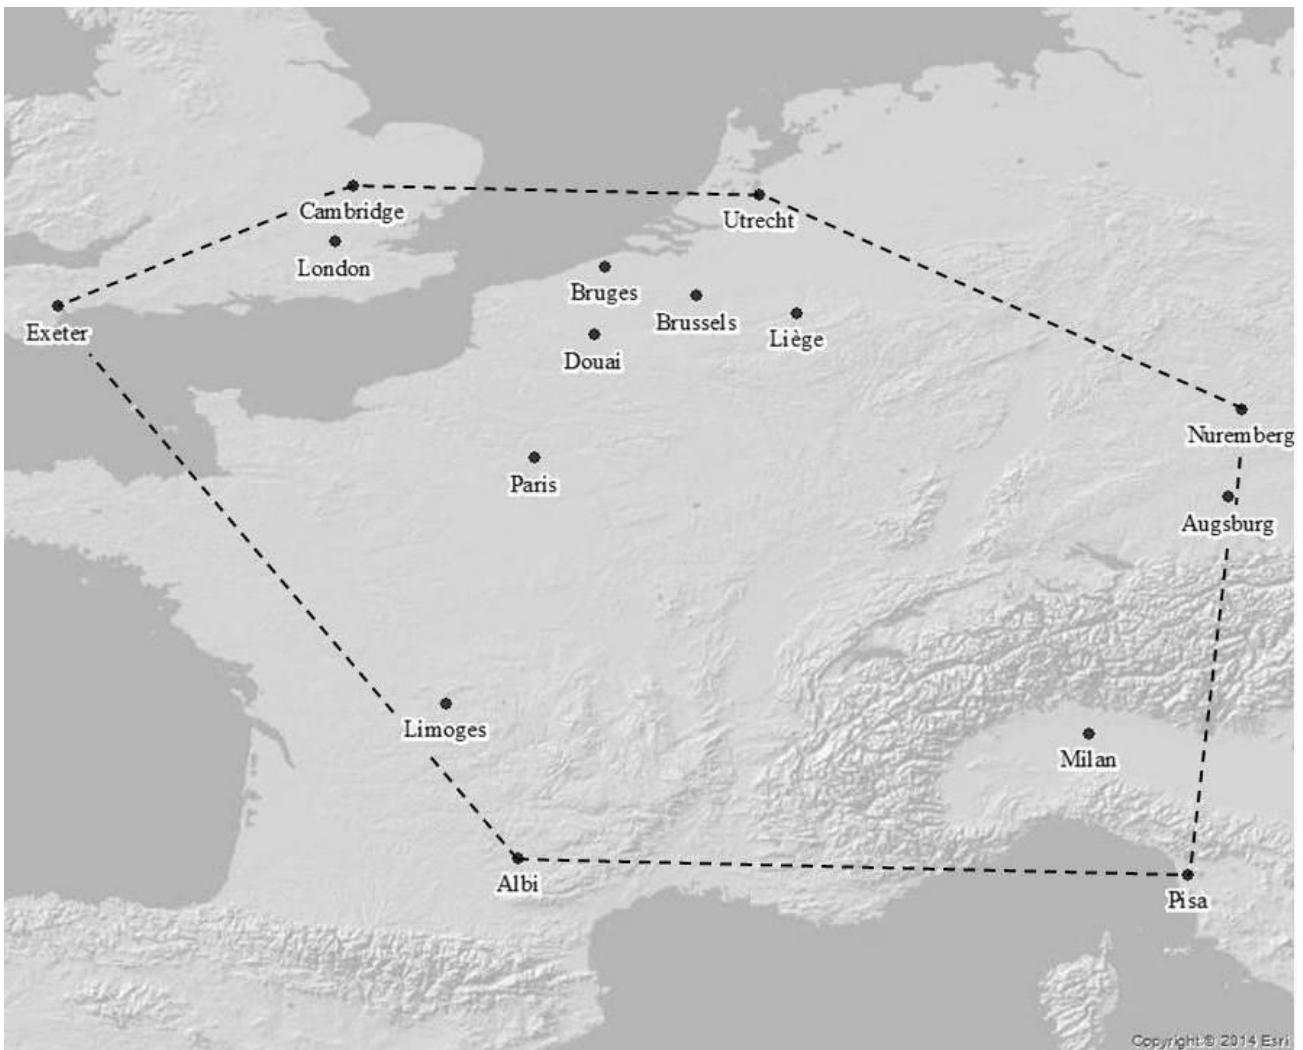 Cambridge
Utrecht
London
Bruges
Brussels
Exeter
Liège
Douai
Nuremberg
Paris
Augsburg
Limoges
Milan
Albi
Pisa
Copyright:© 2014 Esri